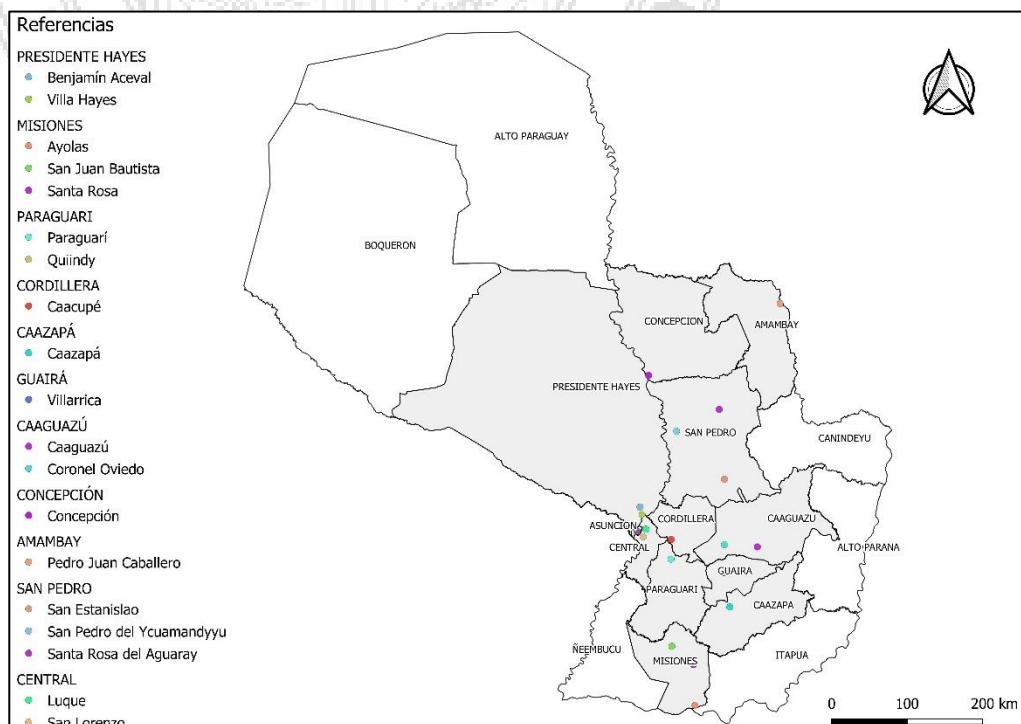 Referencias
PRESIDENTE HAYES
Benjamín Aceval
Villa Hayes
MISIONES
Ayolas
San Juan Bautista
Santa Rosa
PARAGUARI
Paraguarí
Quiindy
CORDILLERA
Caacupé
CAAZAPÁ
Caazapá
GUAIRÁ
Villarrica
CAAGUAZÚ
Caaguazú
Coronel Oviedo
CONCEPCIÓN
Concepción
AMAMBAY
Pedro Juan Caballero
SAN PEDRO
San Estanislao
San Pedro del Ycuamandyyu
Santa Rosa del Aguaray
CENTRAL
Luque
San Lorenzo
ALTO PARAGUAY
BOQUERON
CONCEPCION
AMAMBAY
PRESIDENTE HAYES
SAN PEDRO
CANINDEYU
ASUNCION
CORDILLERA
CAAGUAZU
CENTRAL
ALTO PARANA
GUAIRA
PARAGUARI
CAAZAPA
ÑEEMBUCU
MISIONES
ITAPUA
0 100 200 km